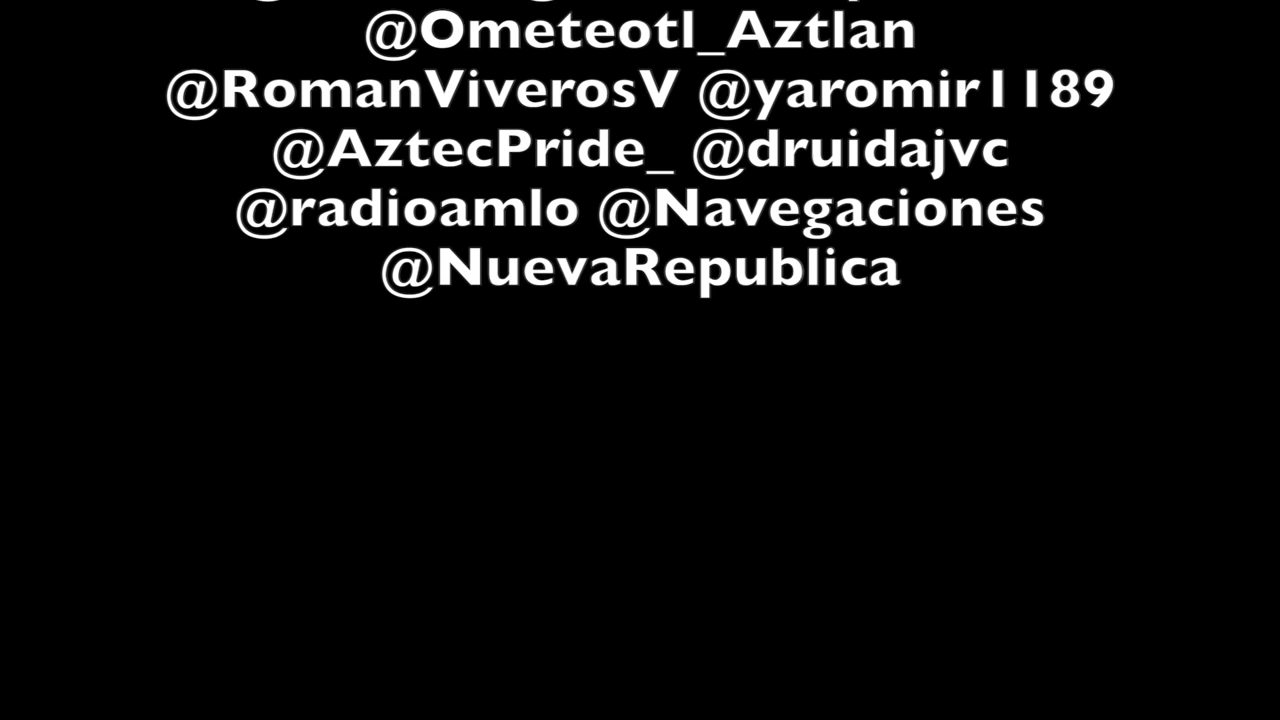 @Ometeotl_Aztlan
@RomanViverosV @yaromir1189
@AztecPride_ @druidajvc
@radioamlo @Navegaciones
@NuevaRepublica